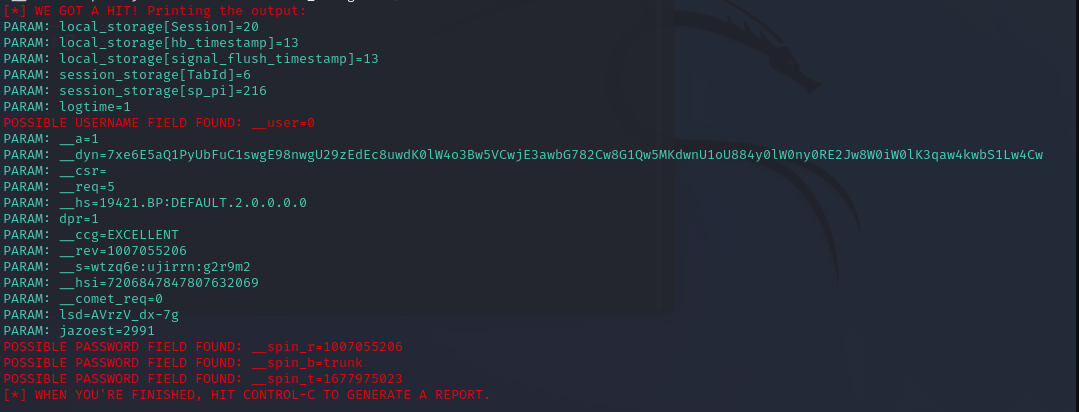 [*] WE GOT A HIT! Printing the output:
PARAM: local_storage[Session]=20
PARAM: local_storage[hb_timestamp]=13
PARAM: local_storage[signal_flush_timestamp]=13
PARAM: session_storage[TabId]=6
PARAM: session_storage[sp_pi]=216
PARAM: logtime=1
POSSIBLE USERNAME FIELD FOUND: __user=0
PARAM: __a=1
PARAM: __dyn=7xe6E5aQ1PyUbFuC1swgE98nwgU29zEdEc8uwdK0lW4o3Bw5VCwjE3awbG782Cw8G1Qw5MKdwnU1oU884y0lW0ny0RE2Jw8W0iW0lK3qaw4kwbS1Lw4Cw
PARAM: __csr=
PARAM: __req=5
PARAM: __hs=19421.BP:DEFAULT.2.0.0.0.0
PARAM: dpr=1
PARAM: __ccg=EXCELLENT
PARAM: __rev=1007055206
PARAM: __s=wtzq6e:ujirrn:g2r9m2
PARAM: __hsi=7206847847807632069
PARAM: __comet_req=0
PARAM: lsd=AVrzV_dx-7g
PARAM: jazoest=2991
POSSIBLE PASSWORD FIELD FOUND: __spin_r=1007055206
POSSIBLE PASSWORD FIELD FOUND: __spin_b=trunk
POSSIBLE PASSWORD FIELD FOUND: __spin_t=1677975023
[*] WHEN YOU'RE FINISHED, HIT CONTROL-C TO GENERATE A REPORT.